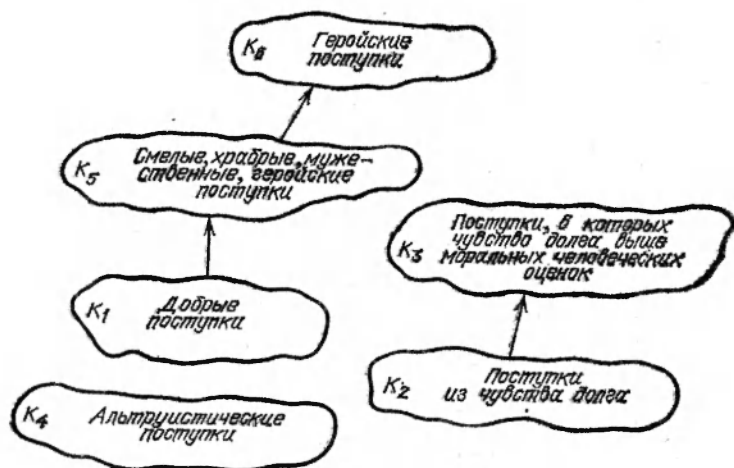 K6 Геройские
поступки
K5 Смелые, храбрые, муже-
ственные, геройские
поступки
K3 Поступки, в которых
чувства долга выше
моральных человеческих
оценок
K1 Добрые
поступки
K2 Поступки
из чувства долга
K4 Альтруистические
поступки